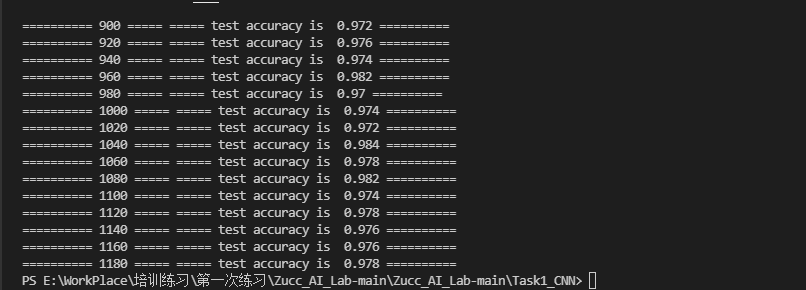 ========== 900 ===== ===== test accuracy is  0.972 ==========
========== 920 ===== ===== test accuracy is  0.976 ==========
========== 940 ===== ===== test accuracy is  0.974 ==========
========== 960 ===== ===== test accuracy is  0.982 ==========
========== 980 ===== ===== test accuracy is  0.97 ==========
========== 1000 ===== ===== test accuracy is  0.974 ==========
========== 1020 ===== ===== test accuracy is  0.972 ==========
========== 1040 ===== ===== test accuracy is  0.984 ==========
========== 1060 ===== ===== test accuracy is  0.978 ==========
========== 1080 ===== ===== test accuracy is  0.982 ==========
========== 1100 ===== ===== test accuracy is  0.974 ==========
========== 1120 ===== ===== test accuracy is  0.978 ==========
========== 1140 ===== ===== test accuracy is  0.976 ==========
========== 1160 ===== ===== test accuracy is  0.976 ==========
========== 1180 ===== ===== test accuracy is  0.978 ==========
PS E:\WorkPlace\培训练习\第一次练习\Zucc_AI_Lab-main\Zucc_AI_Lab-main\Task1_CNN>